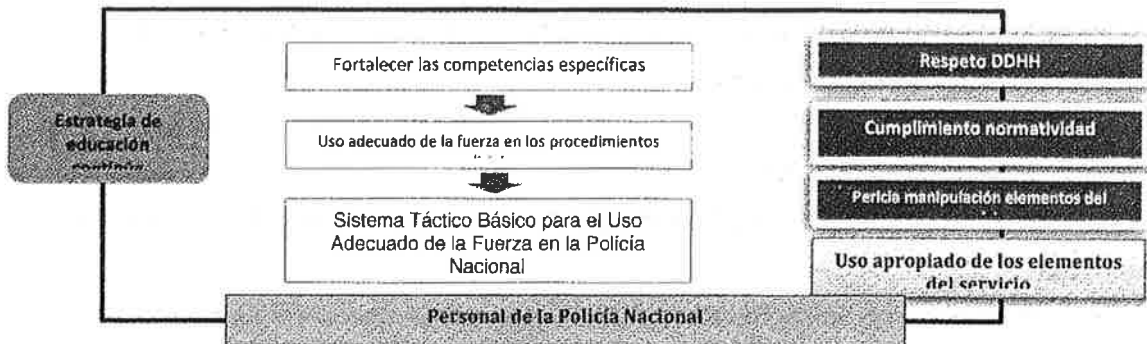 Fortalecer las competencias específicas
Uso adecuado de la fuerza en los procedimientos
Sistema Táctico Básico para el Uso
Adecuado de la Fuerza en la Policía
Nacional
Estrategia de
educación
Respeto DDHH
Cumplimiento normatividad
Pericia manipulación elementos del
Uso apropiado de los elementos
del servicio
Personal de la Policía Nacional